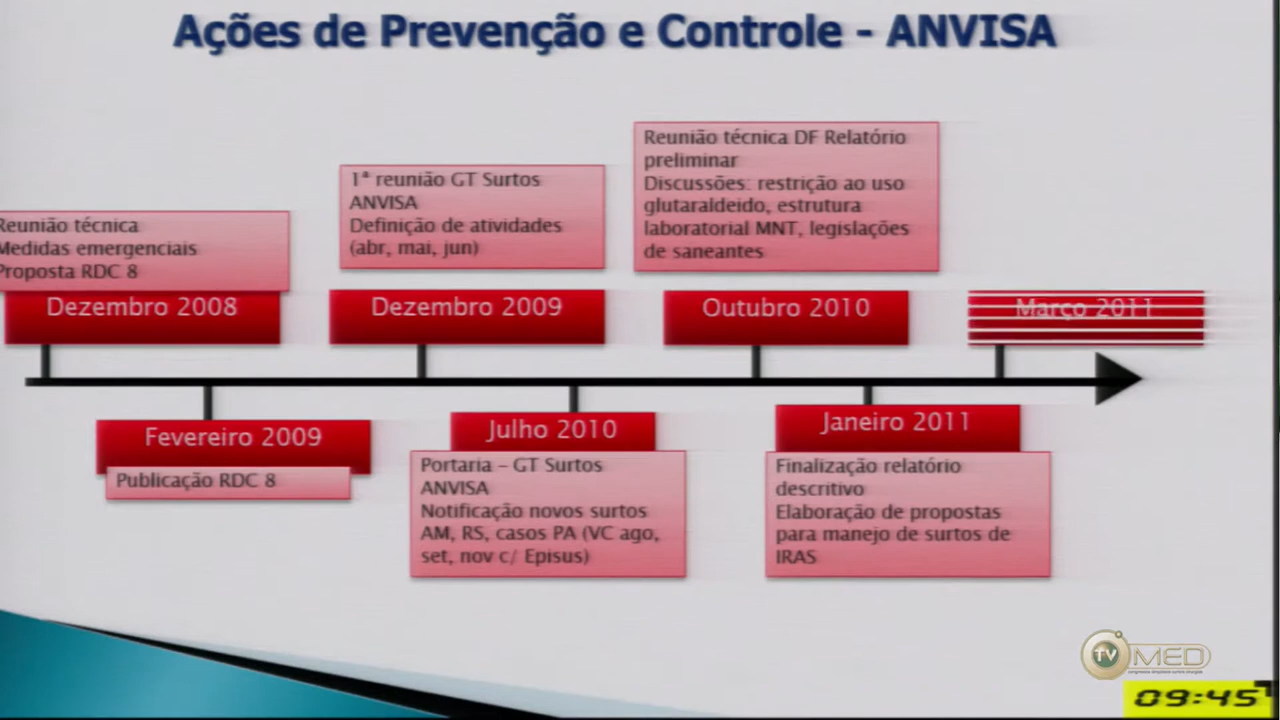 Ações de Prevenção e Controle - ANVISA
Reunião técnica
Medidas emergenciais
Proposta RDC 8
Dezembro 2008
1ª reunião GT Surtos
ANVISA
Definição de atividades
(abr, mai, jun)
Dezembro 2009
Reunião técnica DF Relatório
preliminar
Discussões: restrição ao uso
glutaraldeido, estrutura
laboratorial MNT, legislações
de saneantes
Outubro 2010
Março 2011
Fevereiro 2009
Publicação RDC 8
Julho 2010
Portaria – GT Surtos
ANVISA
Notificação novos surtos
AM, RS, casos PA (VC ago,
set, nov c/ Episus)
Janeiro 2011
Finalização relatório
descritivo
Elaboração de propostas
para manejo de surtos de
IRAS
TV MED
09:45